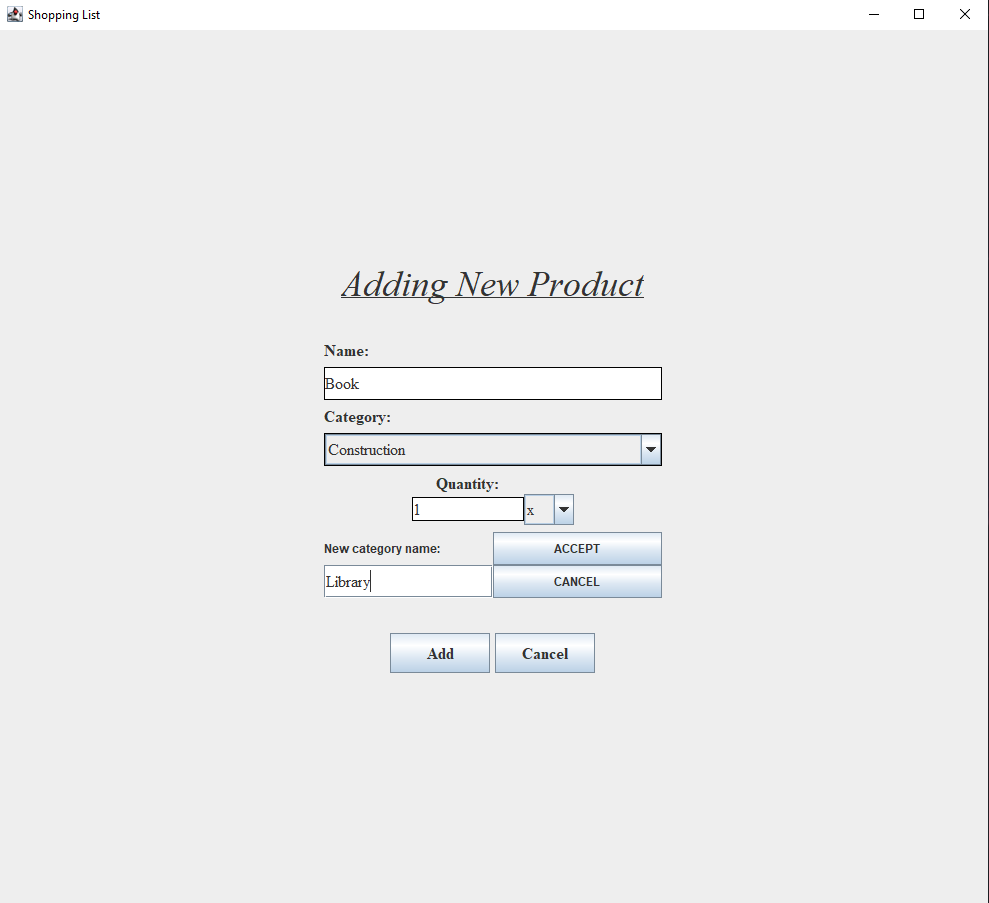 Shopping List
Adding New Product
Name:
Book
Category:
Construction
Quantity:
1 x
New category name: ACCEPT
Library CANCEL
Add Cancel